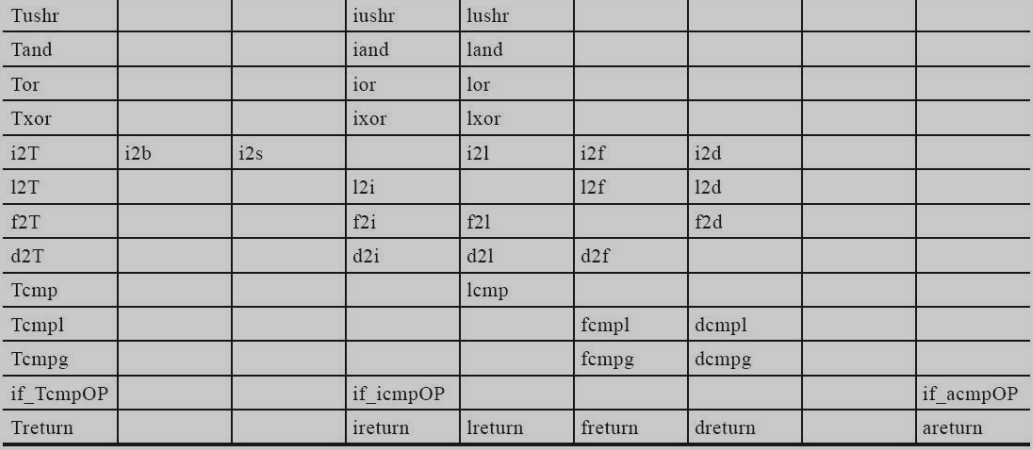 Tushr iushr lushr
Tand iand land
Tor ior lor
Txor ixor lxor
i2T i2b i2s i2l i2f i2d
l2T l2i l2f l2d
f2T f2i f2l f2d
d2T d2i d2l d2f
Tcmp lcmp
Tcmpl fcmpl dcmpl
Tcmpg fcmpg dcmpg
if_TcmpOP if_icmpOP if_acmpOP
Treturn ireturn lreturn freturn dreturn areturn